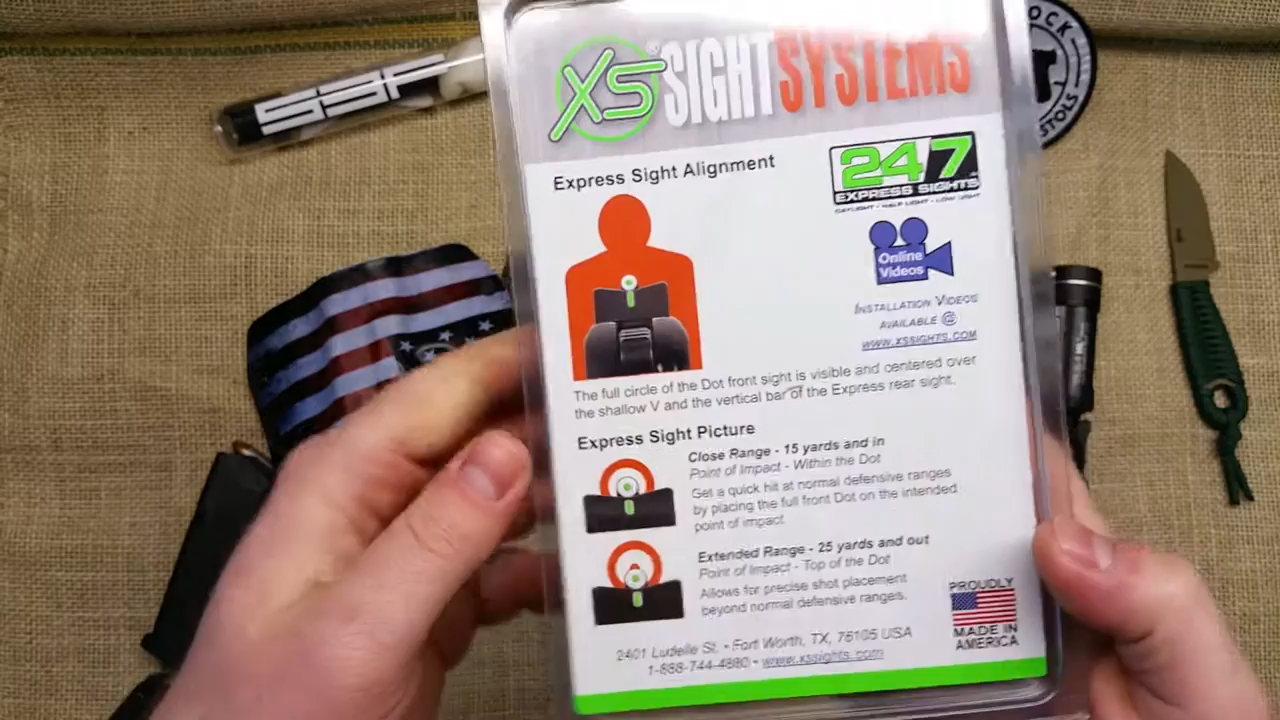 XS® SIGHT SYSTEMS
Express Sight Alignment
24/7
EXPRESS SIGHTS
DAYLIGHT • HALF LIGHT • LOW LIGHT
Online
Videos
INSTALLATION VIDEOS
AVAILABLE @
WWW.XSSIGHTS.COM
The full circle of the Dot front sight is visible and centered over
the shallow V and the vertical bar of the Express rear sight.
Express Sight Picture
Close Range - 15 yards and in
Point of Impact - Within the Dot
Get a quick hit at normal defensive ranges
by placing the full front Dot on the intended
point of impact
Extended Range - 25 yards and out
Point of Impact - Top of the Dot
Allows for precise shot placement
beyond normal defensive ranges.
PROUDLY
MADE IN
AMERICA
2401 Ludelle St. • Fort Worth, TX, 76105 USA
1-888-744-4880 • www.xssights.com